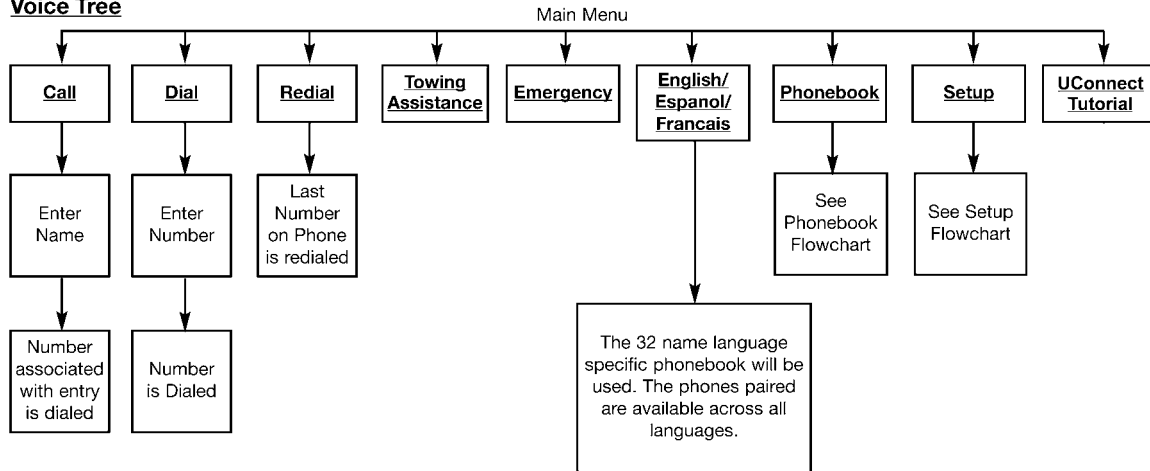 Voice Tree
Main Menu
Call
Dial
Redial
Towing
Assistance
Emergency
English/
Espanol/
Francais
Phonebook
Setup
UConnect
Tutorial
Enter
Name
Enter
Number
Last
Number
on Phone
is redialed
See
Phonebook
Flowchart
See Setup
Flowchart
Number
associated
with entry
is dialed
Number
is Dialed
The 32 name language
specific phonebook will be
used. The phones paired
are available across all
languages.